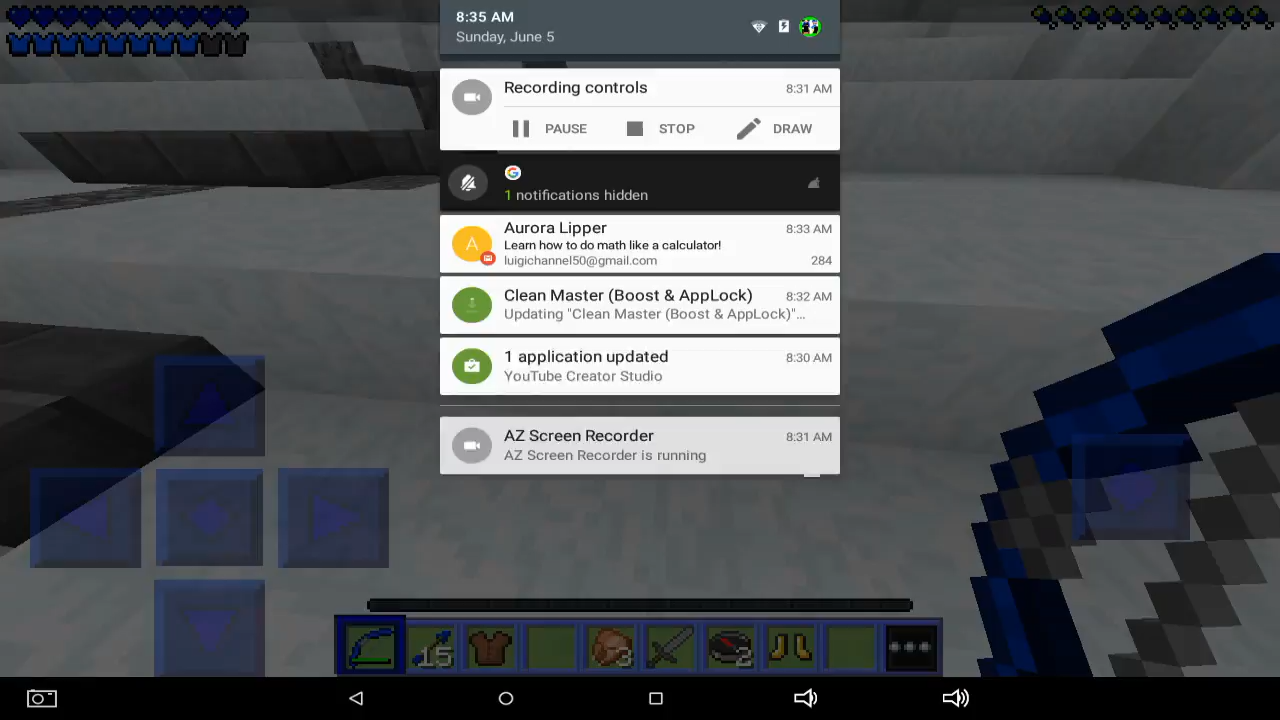 8:35 AM
Sunday, June 5
Recording controls 8:31 AM
PAUSE STOP DRAW
1 notifications hidden
Aurora Lipper 8:33 AM
Learn how to do math like a calculator!
luigichannel50@gmail.com 284
Clean Master (Boost & AppLock) 8:32 AM
Updating "Clean Master (Boost & AppLock)"...
1 application updated 8:30 AM
YouTube Creator Studio
AZ Screen Recorder 8:31 AM
AZ Screen Recorder is running
15 3 2